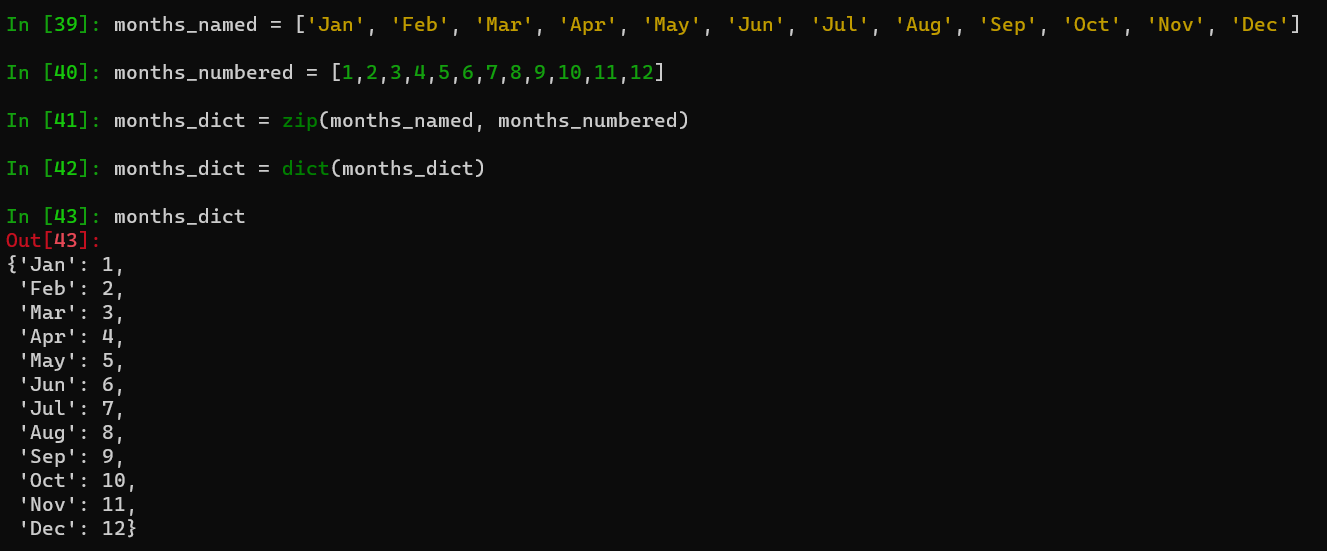 In [39]: months_named = ['Jan', 'Feb', 'Mar', 'Apr', 'May', 'Jun', 'Jul', 'Aug', 'Sep', 'Oct', 'Nov', 'Dec']
In [40]: months_numbered = [1,2,3,4,5,6,7,8,9,10,11,12]
In [41]: months_dict = zip(months_named, months_numbered)
In [42]: months_dict = dict(months_dict)
In [43]: months_dict
Out[43]:
{'Jan': 1,
 'Feb': 2,
 'Mar': 3,
 'Apr': 4,
 'May': 5,
 'Jun': 6,
 'Jul': 7,
 'Aug': 8,
 'Sep': 9,
 'Oct': 10,
 'Nov': 11,
 'Dec': 12}